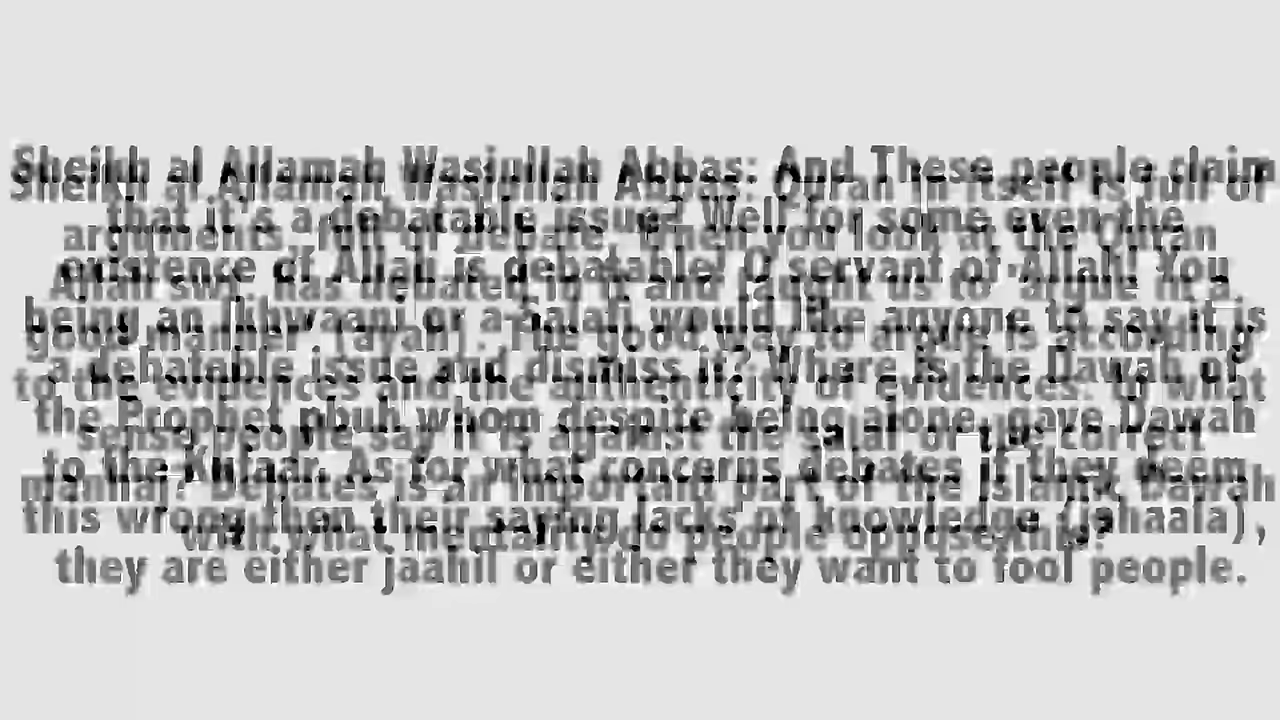 Sheikh al Allamah Wasiullah Abbas: And These people claim
that it's a debatable issue? Well for some even the
existence of Allah is debatable! O servant of Allah! You
being an Ikhwaani or a Salafi would like anyone to say it is
a debatable issue and dismiss it? Where is the Dawah of
the Prophet pbuh whom despite being alone, gave Dawah
to the Kufaar. As for what concerns debates if they deem
this wrong then their saying lacks of knowledge (jahaala),
they are either jaahil or either they want to fool people.
Sheikh al Allamah Wasiullah Abbas: Quran in itself is full of
arguments, full of Debate, when you look at the Quran
Allah swt has debated in it and taught us to 'argue in a
good manner' (ayah). The good way to argue is according
to the evidences and the authenticity of evidences. O what
sense people say it is against the salaf or the correct
manhaj? Debates is an important part of the Islamic
with what mentality do people oppose this?